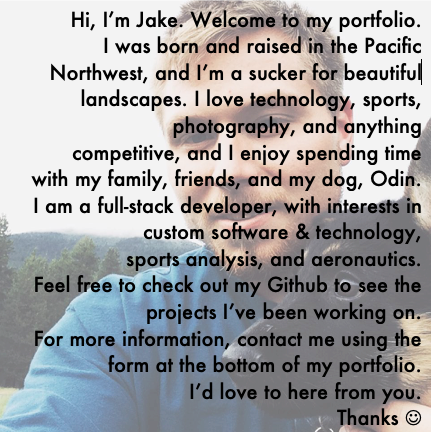 Hi, I'm Jake. Welcome to my portfolio.
I was born and raised in the Pacific
Northwest, and I'm a sucker for beautiful
landscapes. I love technology, sports,
photography, and anything
competitive, and I enjoy spending time
with my family, friends, and my dog, Odin.
I am a full-stack developer, with interests in
custom software & technology,
sports analysis, and aeronautics.
Feel free to check out my Github to see the
projects I've been working on.
For more information, contact me using the
form at the bottom of my portfolio.
I'd love to here from you.
Thanks ☺